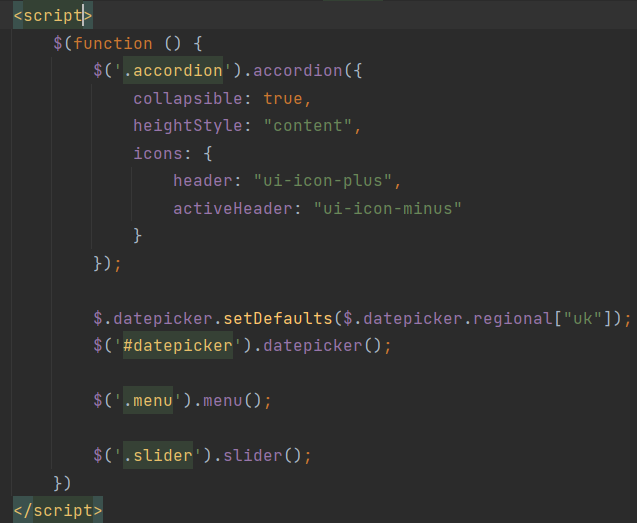 <script>
$(function () {
$('.accordion').accordion({
collapsible: true,
heightStyle: "content",
icons: {
header: "ui-icon-plus",
activeHeader: "ui-icon-minus"
}
});
$.datepicker.setDefaults($.datepicker.regional["uk"]);
$('#datepicker').datepicker();
$('.menu').menu();
$('.slider').slider();
})
</script>